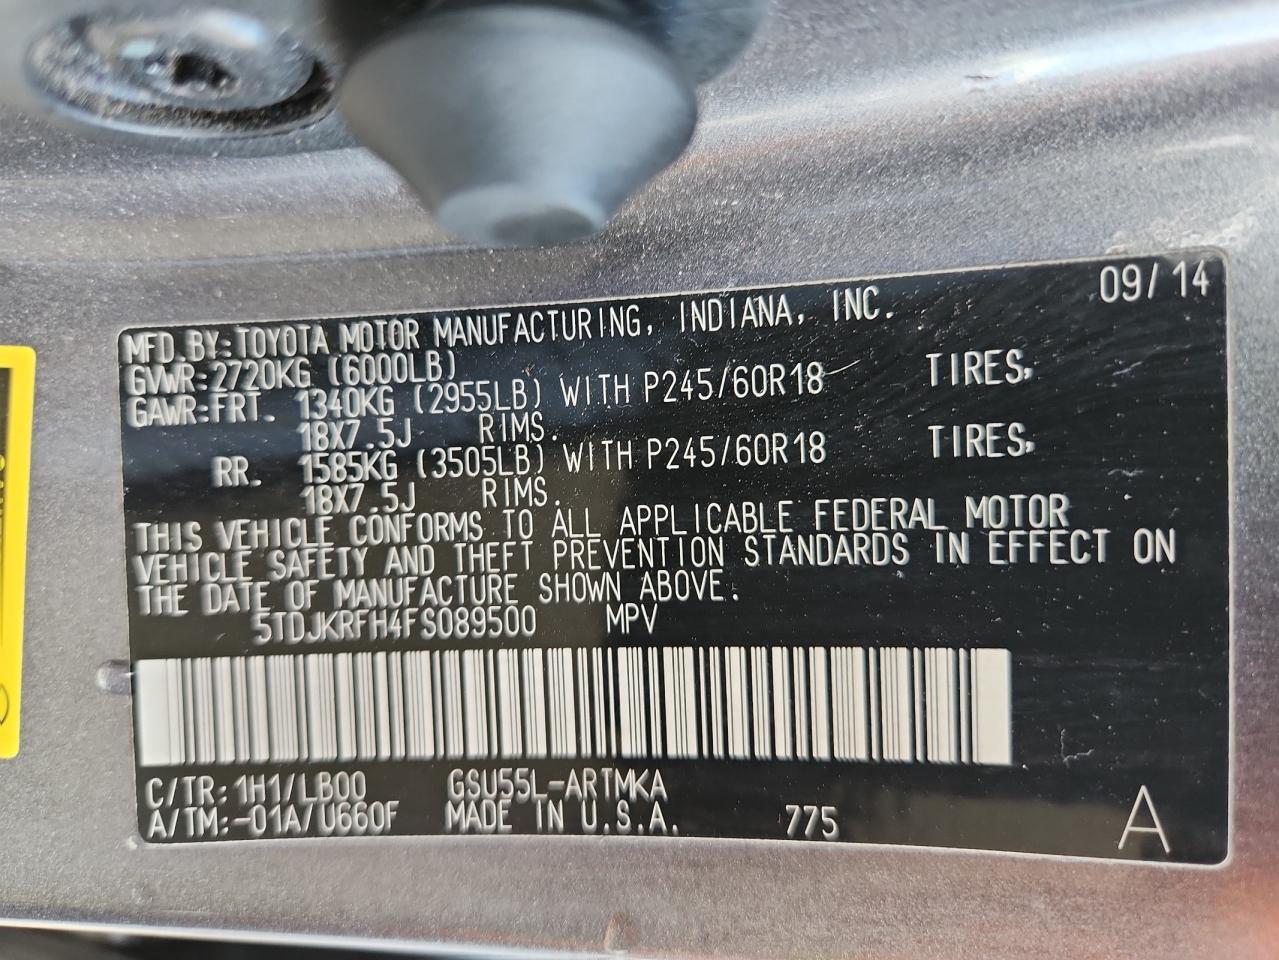 09/14
MFD.BY:TOYOTA MOTOR MANUFACTURING, INDIANA, INC.
GVWR:2720KG (6000LB)
GAWR:FRT. 1340KG (2955LB) WITH P245/60R18 TIRES,
18X7.5J RIMS.
RR. 1585KG (3505LB) WITH P245/60R18 TIRES,
18X7.5J RIMS.
THIS VEHICLE CONFORMS TO ALL APPLICABLE FEDERAL MOTOR
VEHICLE SAFETY AND THEFT PREVENTION STANDARDS IN EFFECT ON
THE DATE OF MANUFACTURE SHOWN ABOVE.
5TDJKRFH4FS089500 MPV
C/TR:1H1/LB00 GSU55L-ARTMKA
A/TM:-01A/U660F MADE IN U.S.A. 775 A